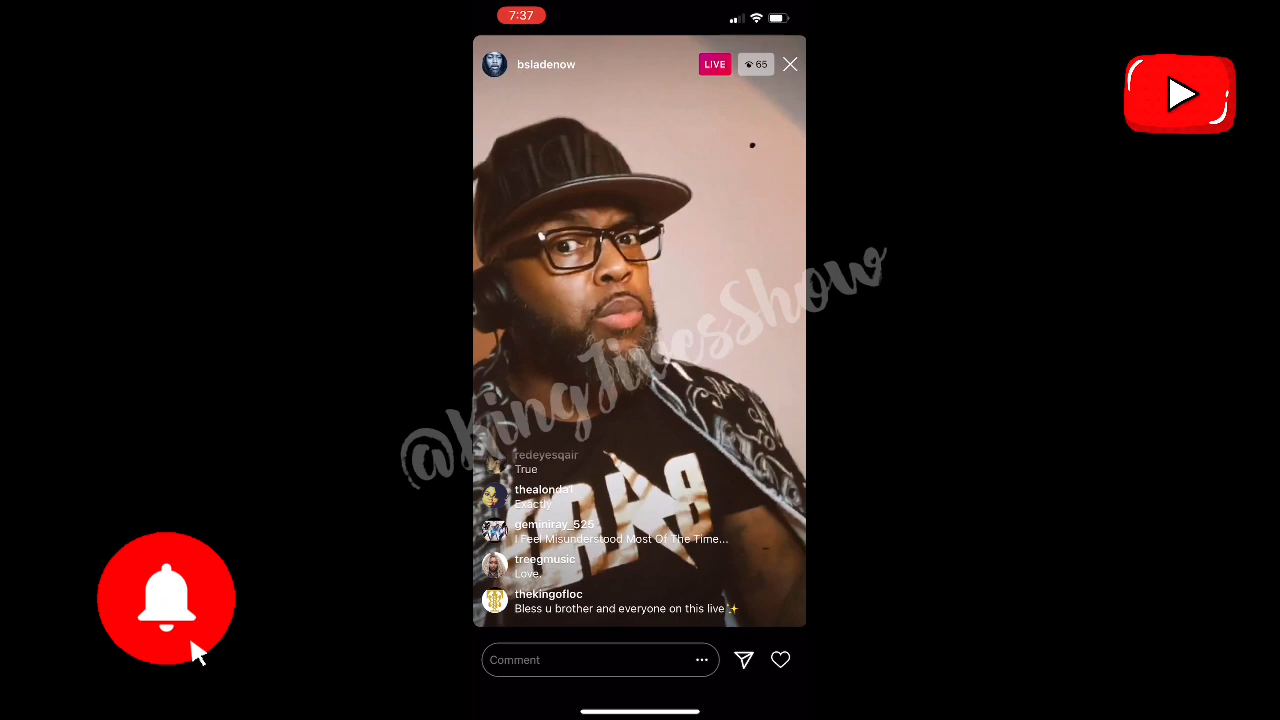 7:37
bsladenow
LIVE
65
@KingJamesShow
redeyesqair
True
thealonda1
Exactly
geminiray_525
I Feel Misunderstood Most Of The Time...
treegmusic
Love.
thekingofloc
Bless u brother and everyone on this live
Comment